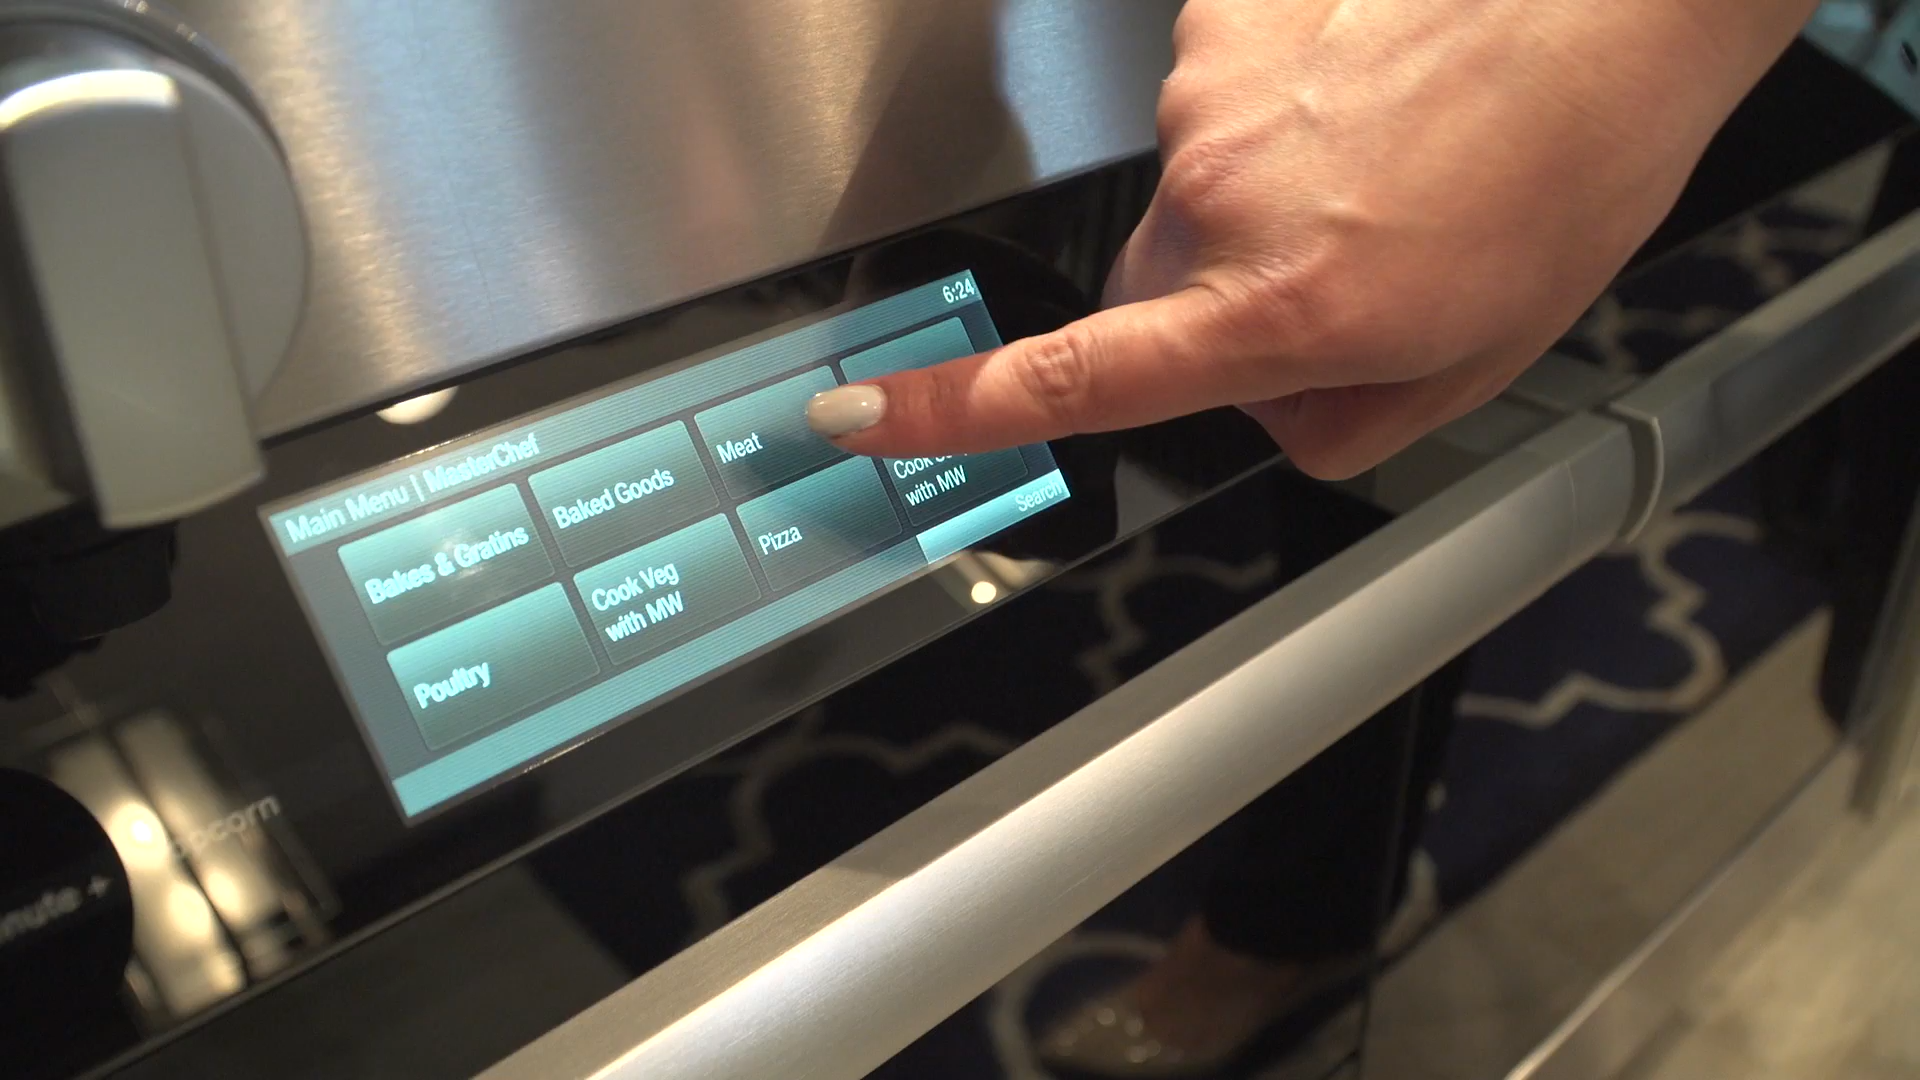 6:24
Main Menu | MasterChef
Bakes & Gratins
Baked Goods
Meat
Poultry
Cook Veg
with MW
Pizza
Cook
with MW
Search